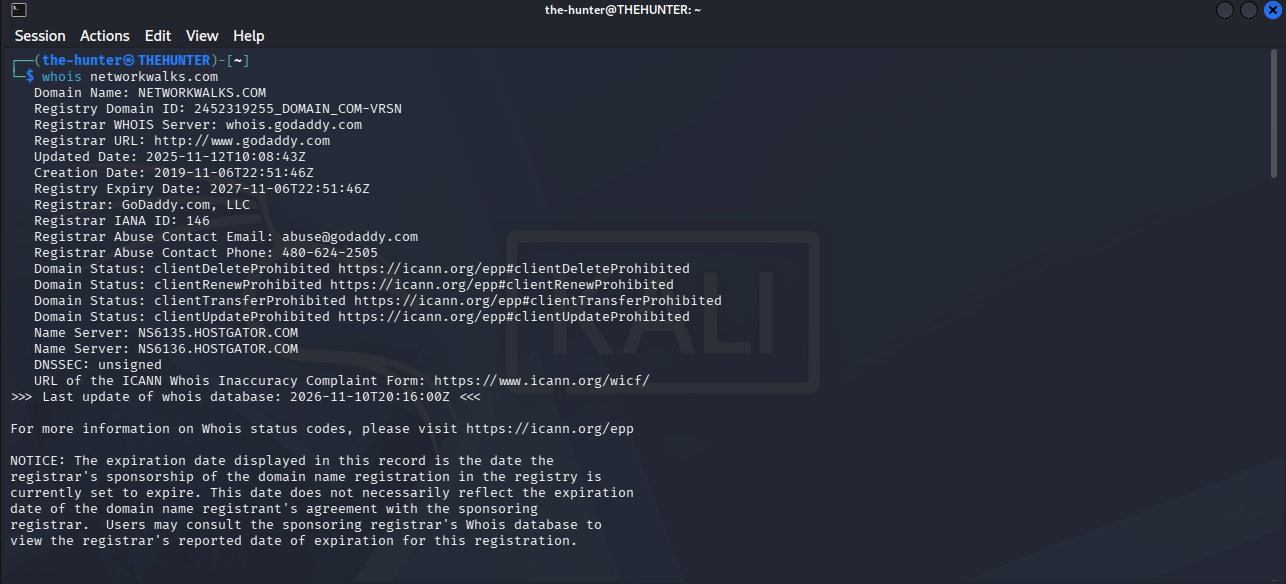 the-hunter@THEHUNTER: ~
Session Actions Edit View Help
┌──(the-hunter㉿THEHUNTER)-[~]
└─$ whois networkwalks.com
   Domain Name: NETWORKWALKS.COM
   Registry Domain ID: 2452319255_DOMAIN_COM-VRSN
   Registrar WHOIS Server: whois.godaddy.com
   Registrar URL: http://www.godaddy.com
   Updated Date: 2025-11-12T10:08:43Z
   Creation Date: 2019-11-06T22:51:46Z
   Registry Expiry Date: 2027-11-06T22:51:46Z
   Registrar: GoDaddy.com, LLC
   Registrar IANA ID: 146
   Registrar Abuse Contact Email: abuse@godaddy.com
   Registrar Abuse Contact Phone: 480-624-2505
   Domain Status: clientDeleteProhibited https://icann.org/epp#clientDeleteProhibited
   Domain Status: clientRenewProhibited https://icann.org/epp#clientRenewProhibited
   Domain Status: clientTransferProhibited https://icann.org/epp#clientTransferProhibited
   Domain Status: clientUpdateProhibited https://icann.org/epp#clientUpdateProhibited
   Name Server: NS6135.HOSTGATOR.COM
   Name Server: NS6136.HOSTGATOR.COM
   DNSSEC: unsigned
   URL of the ICANN Whois Inaccuracy Complaint Form: https://www.icann.org/wicf/
>>> Last update of whois database: 2026-11-10T20:16:00Z <<<
For more information on Whois status codes, please visit https://icann.org/epp
NOTICE: The expiration date displayed in this record is the date the
registrar's sponsorship of the domain name registration in the registry is
currently set to expire. This date does not necessarily reflect the expiration
date of the domain name registrant's agreement with the sponsoring
registrar.  Users may consult the sponsoring registrar's Whois database to
view the registrar's reported date of expiration for this registration.
KALI